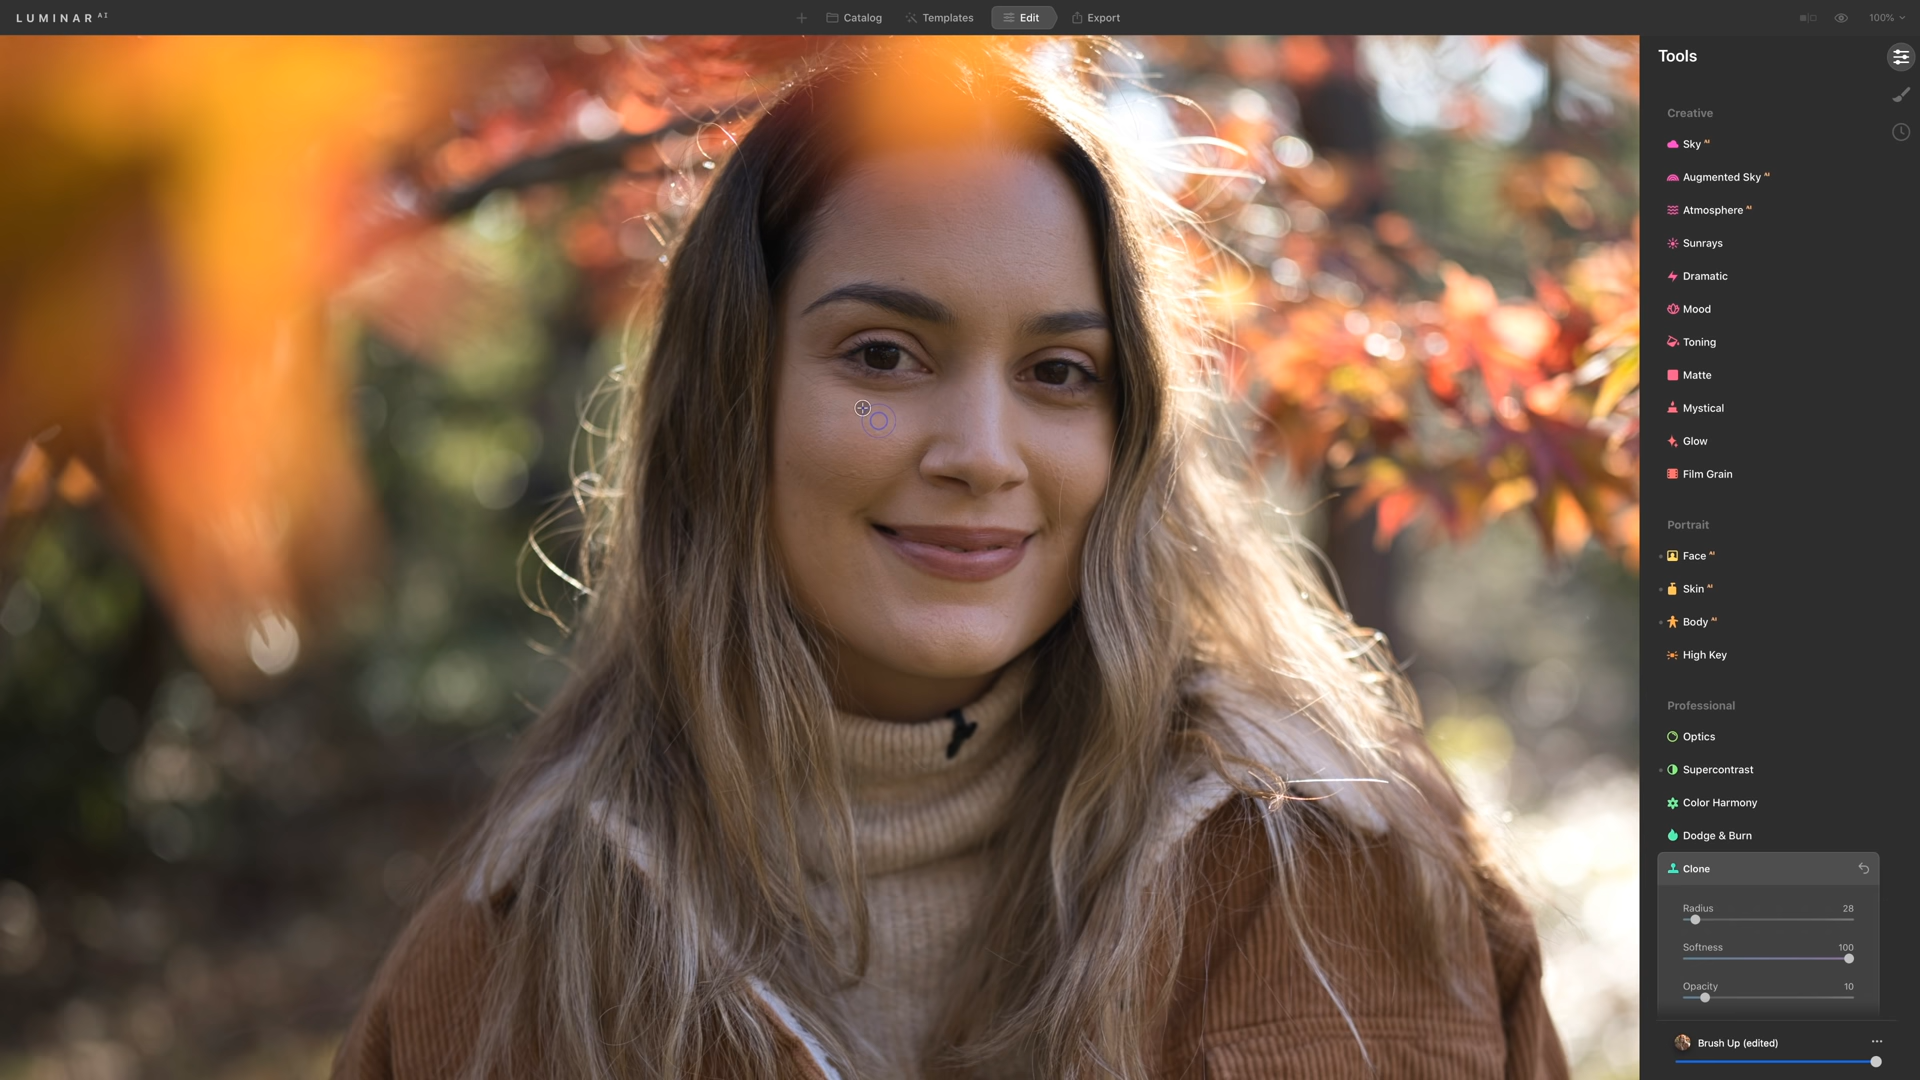 LUMINAR AI
Catalog
Templates
Edit
Export
100%
Tools
Creative
Sky AI
Augmented Sky AI
Atmosphere AI
Sunrays
Dramatic
Mood
Toning
Matte
Mystical
Glow
Film Grain
Portrait
Face AI
Skin AI
Body AI
High Key
Professional
Optics
Supercontrast
Color Harmony
Dodge & Burn
Clone
Radius 28
Softness 100
Opacity 10
Brush Up (edited)